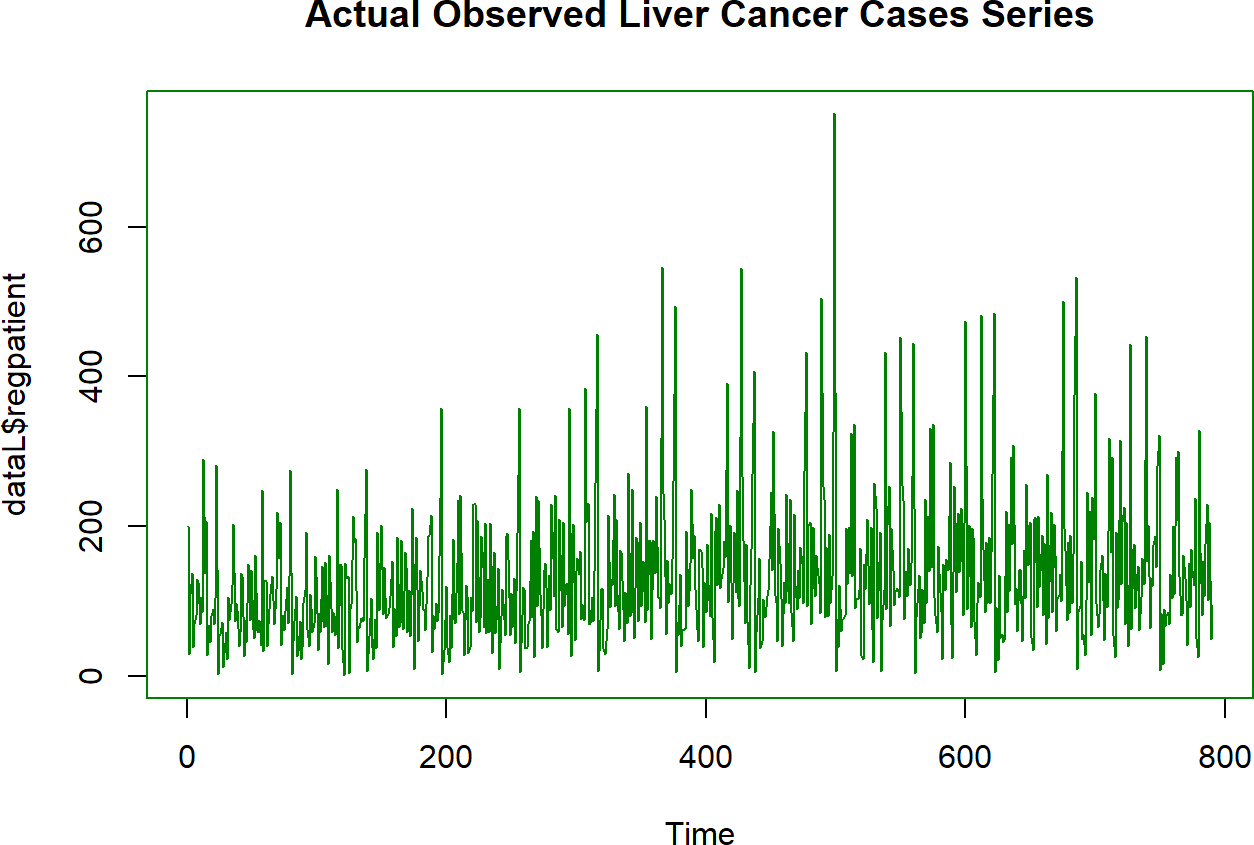 Actual Observed Liver Cancer Cases Series
dataL$regpatient
600
400
200
0
0 200 400 600 800
Time